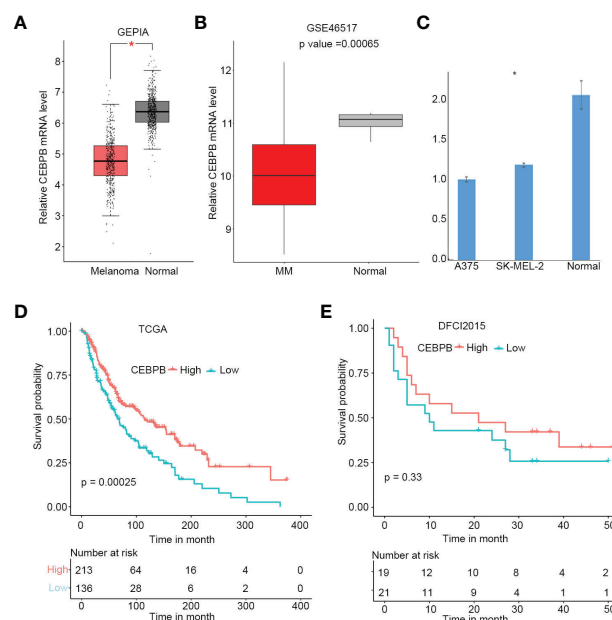 A
GEPIA
*
Relative CEBPB mRNA level
8
7
6
5
4
3
2
Melanoma Normal
B
GSE46517
p value =0.00065
Relative CEBPB mRNA level
12
11
10
9
MM Normal
C
*
2.0
1.5
1.0
0.5
0.0
A375 SK-MEL-2 Normal
D
TCGA
CEBPB High Low
Survival probability
1.00
0.75
0.50
0.25
0.00
p = 0.00025
0 100 200 300 400
Time in month
Number at risk
High 213 64 16 4 0
Low 136 28 6 2 0
0 100 200 300 400
Time in month
E
DFCI2015
CEBPB High Low
Survival probability
1.00
0.75
0.50
0.25
0.00
p = 0.33
0 10 20 30 40 50
Time in month
Number at risk
19 12 10 8 4 2
21 11 9 4 1 1
0 10 20 30 40 50
Time in month